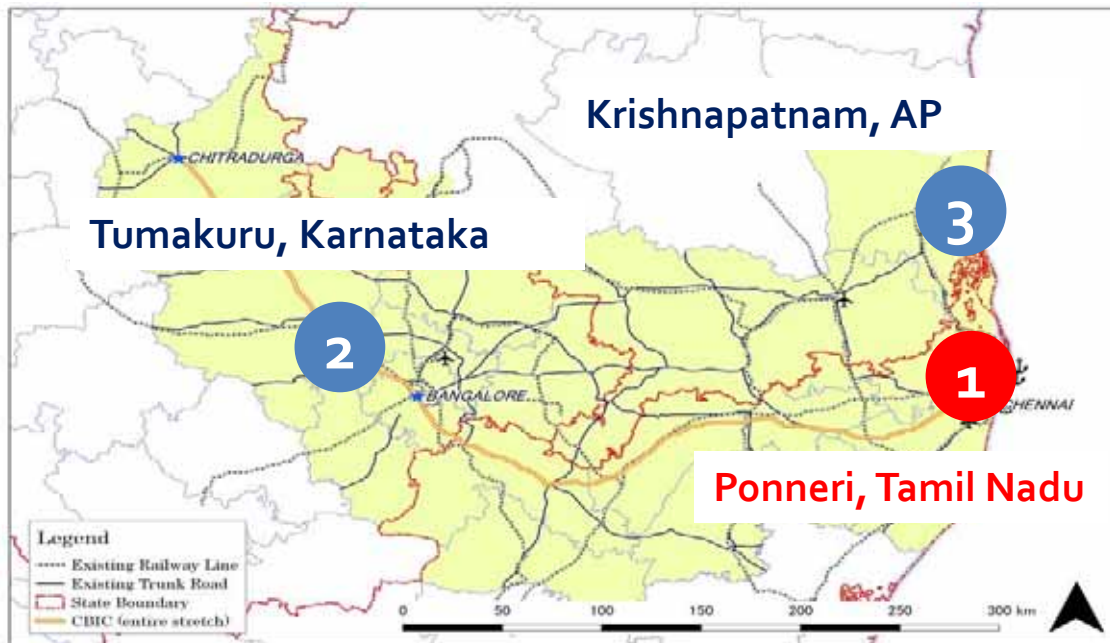 Krishnapatnam, AP
CHITRADURGA
3
Tumakuru, Karnataka
2
1
BANGALORE
CHENNAI
Ponneri, Tamil Nadu
Legend
Existing Railway Line
Existing Trunk Road
State Boundary
CBIC (entire stretch)
0 50 100 150 200 250 300 km